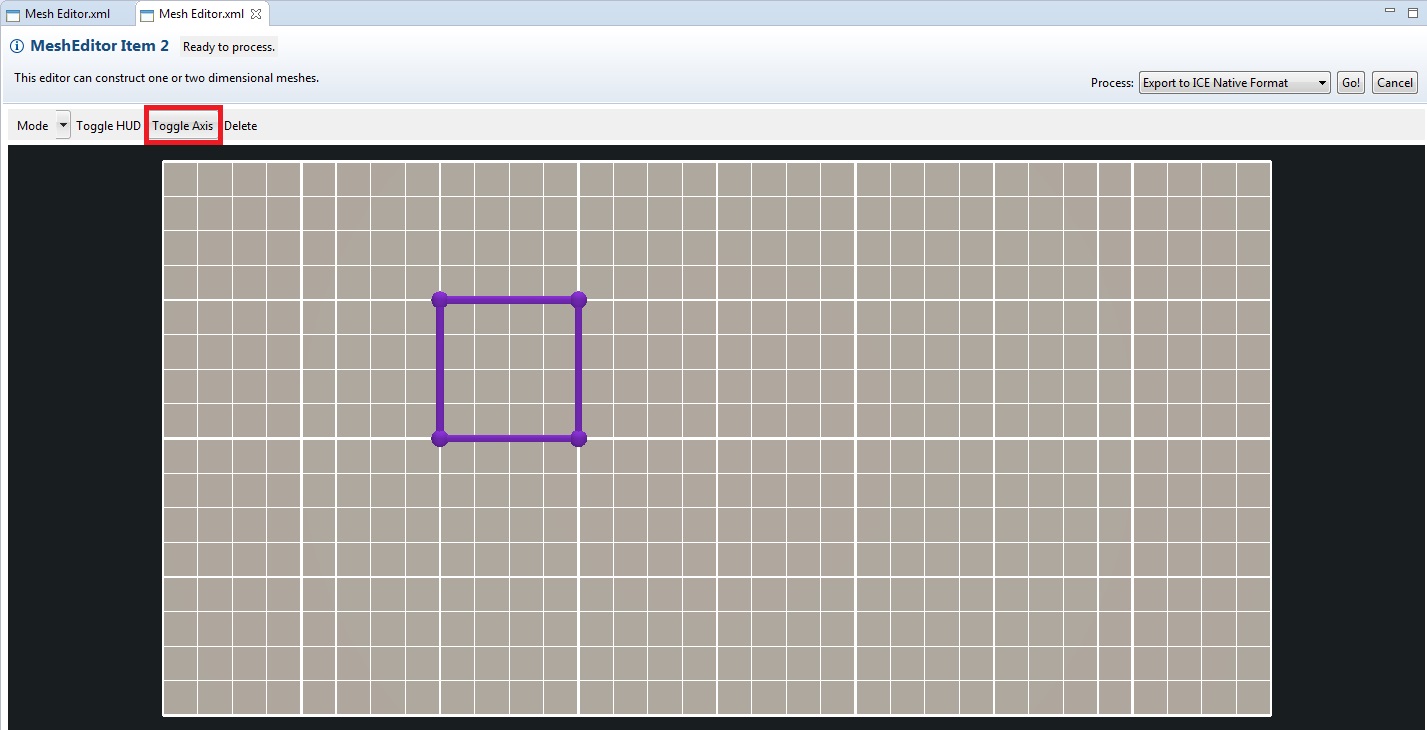 Mesh Editor.xml Mesh Editor.xml
MeshEditor Item 2 Ready to process.
This editor can construct one or two dimensional meshes.
Process: Export to ICE Native Format Go! Cancel
Mode Toggle HUD Toggle Axis Delete